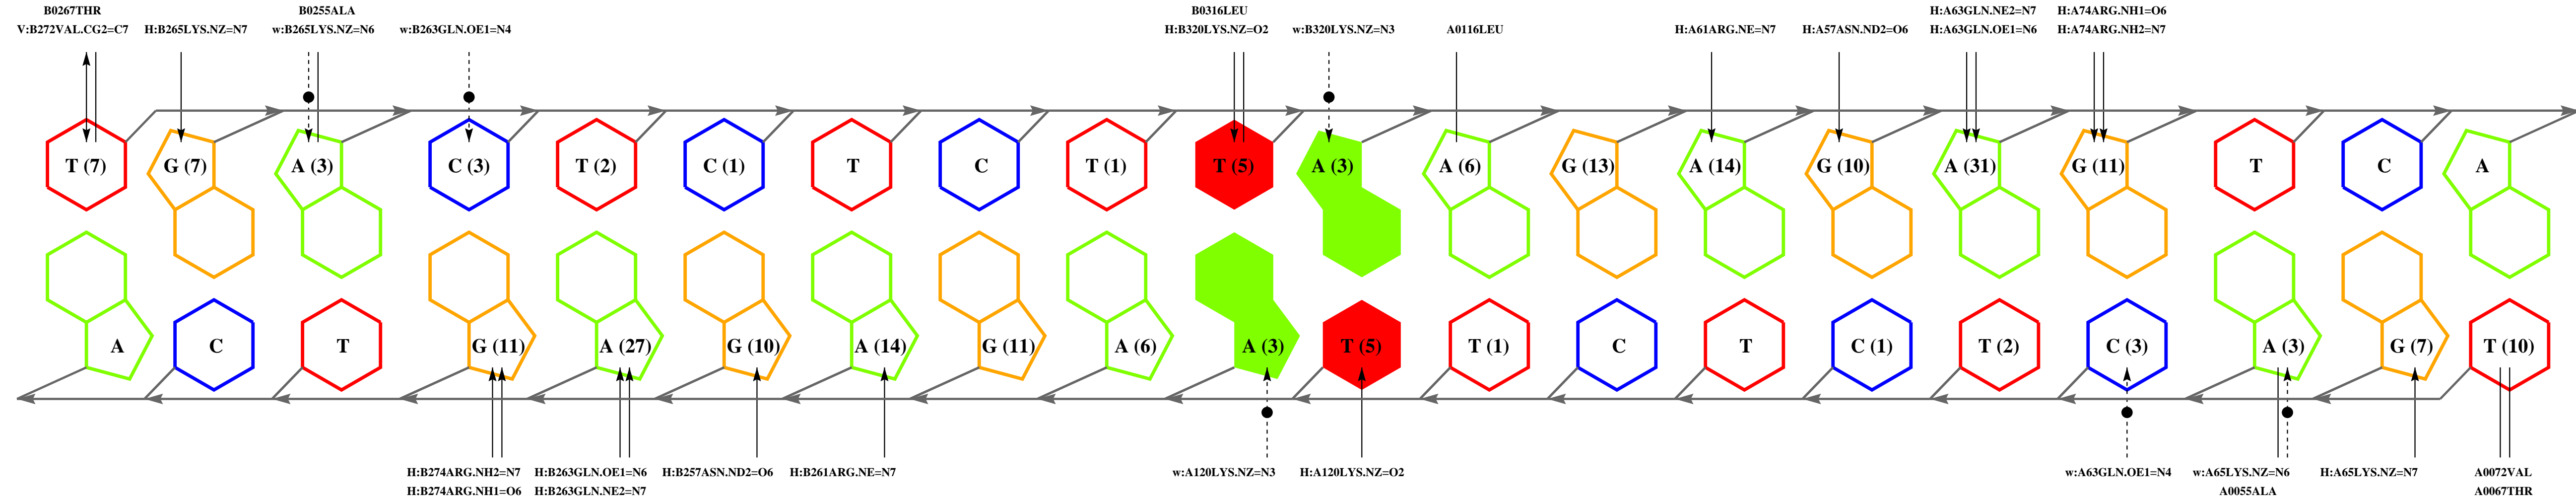 B0267THR B0255ALA B0316LEU H:A63GLN.NE2=N7 H:A74ARG.NH1=O6
V:B272VAL.CG2=C7 H:B265LYS.NZ=N7 w:B265LYS.NZ=N6 w:B263GLN.OE1=N4 H:B320LYS.NZ=O2 w:B320LYS.NZ=N3 A0116LEU H:A61ARG.NE=N7 H:A57ASN.ND2=O6 H:A63GLN.OE1=N6 H:A74ARG.NH2=N7
T (7) G (7) A (3) C (3) T (2) C (1) T C T (1) T (5) A (3) A (6) G (13) A (14) G (10) A (31) G (11) T C A
A C T G (11) A (27) G (10) A (14) G (11) A (6) A (3) T (5) T (1) C T C (1) T (2) C (3) A (3) G (7) T (10)
H:B274ARG.NH2=N7 H:B263GLN.OE1=N6 H:B257ASN.ND2=O6 H:B261ARG.NE=N7 w:A120LYS.NZ=N3 H:A120LYS.NZ=O2 w:A63GLN.OE1=N4 w:A65LYS.NZ=N6 H:A65LYS.NZ=N7 A0072VAL
H:B274ARG.NH1=O6 H:B263GLN.NE2=N7 A0055ALA A0067THR